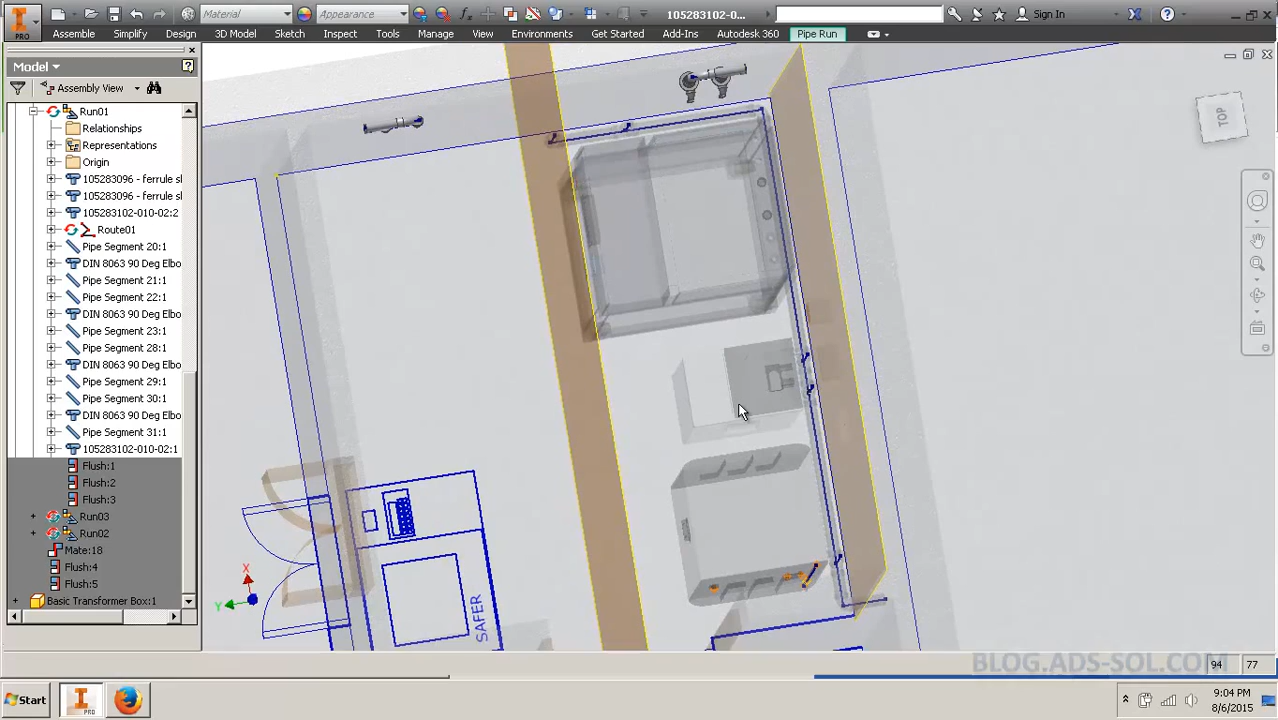 Material
Appearance
105283102-0...
Sign In
PRO
Assemble
Simplify
Design
3D Model
Sketch
Inspect
Tools
Manage
View
Environments
Get Started
Add-Ins
Autodesk 360
Pipe Run
Model
Assembly View
Run01
Relationships
Representations
Origin
105283096 - ferrule sl
105283096 - ferrule sl
105283102-010-02:2
Route01
Pipe Segment 20:1
DIN 8063 90 Deg Elbo
Pipe Segment 21:1
Pipe Segment 22:1
DIN 8063 90 Deg Elbo
Pipe Segment 23:1
Pipe Segment 28:1
DIN 8063 90 Deg Elbo
Pipe Segment 29:1
Pipe Segment 30:1
DIN 8063 90 Deg Elbo
Pipe Segment 31:1
105283102-010-02:1
Flush:1
Flush:2
Flush:3
Run03
Run02
Mate:18
Flush:4
Flush:5
Basic Transformer Box:1
TOP
X
Y
SAFER
BLOG.ADS-SOL.COM
94
77
Start
PRO
9:04 PM
8/6/2015